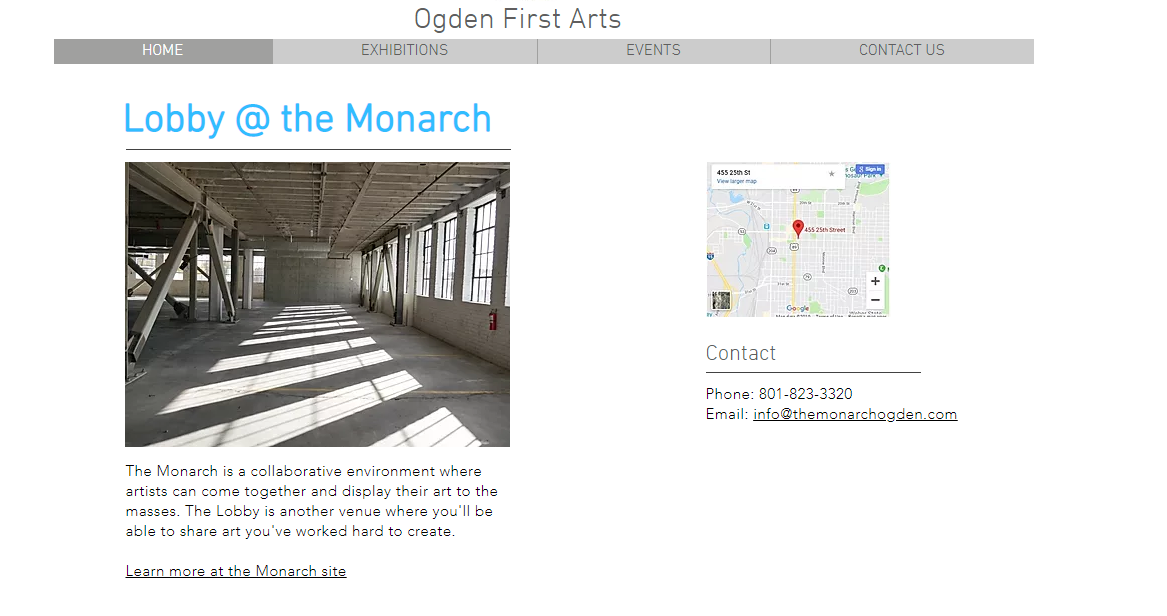 Ogden First Arts
HOME EXHIBITIONS EVENTS CONTACT US
Lobby @ the Monarch
455 25th St
View larger map
Sign in
455 25th Street
Google
Contact
Phone: 801-823-3320
Email: info@themonarchogden.com
The Monarch is a collaborative environment where
artists can come together and display their art to the
masses. The Lobby is another venue where you'll be
able to share art you've worked hard to create.
Learn more at the Monarch site